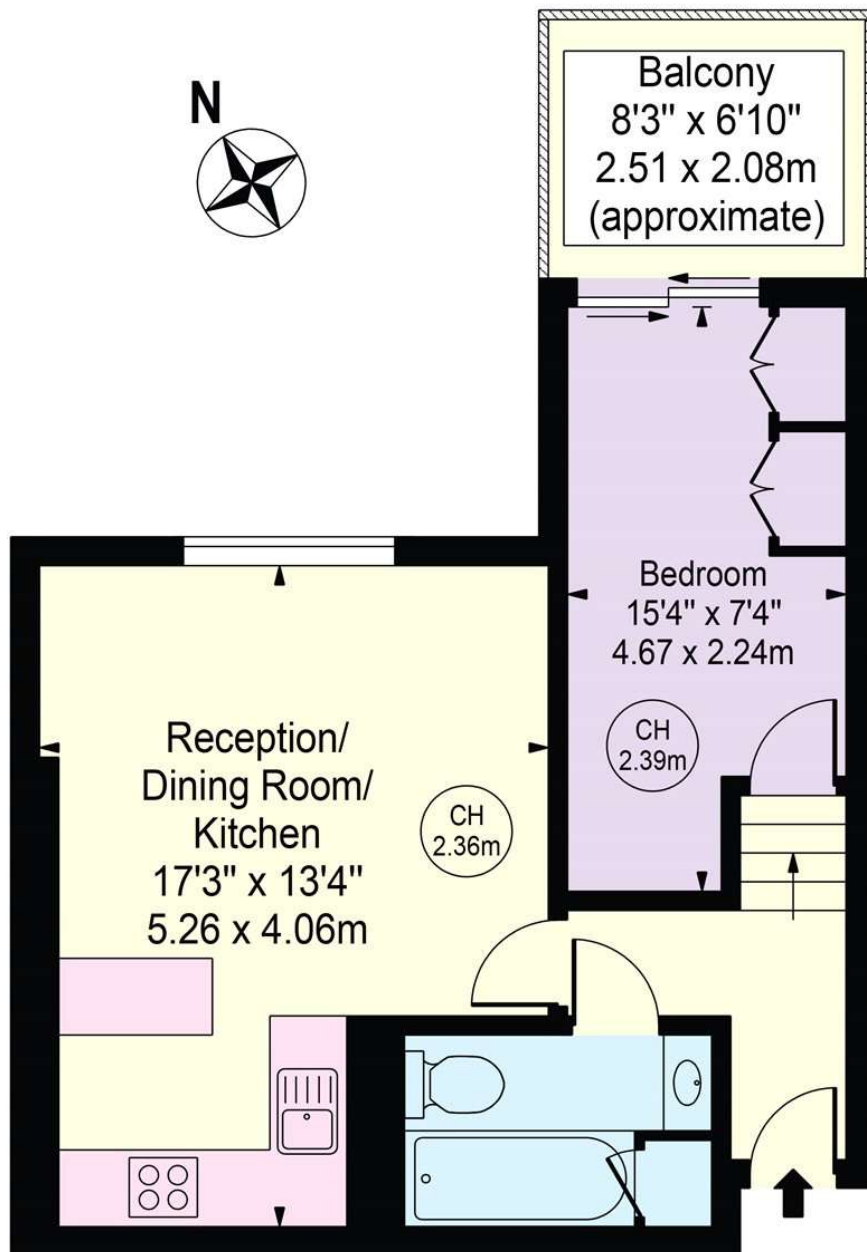 N
Balcony
8'3" x 6'10"
2.51 x 2.08m
(approximate)
Bedroom
15'4" x 7'4"
4.67 x 2.24m
CH
2.39m
Reception/
Dining Room/
Kitchen
17'3" x 13'4"
5.26 x 4.06m
CH
2.36m